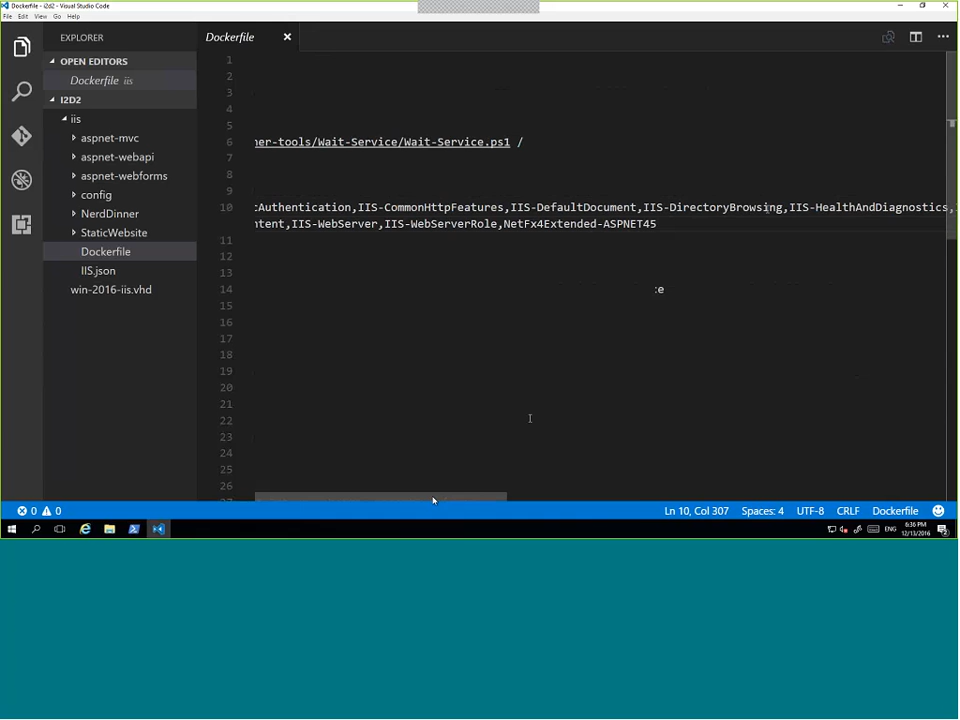 Dockerfile - i2d2 - Visual Studio Code
File Edit View Go Help
EXPLORER
Dockerfile
OPEN EDITORS
Dockerfile iis
I2D2
iis
aspnet-mvc
aspnet-webapi
aspnet-webforms
config
NerdDinner
StaticWebsite
Dockerfile
IIS.json
win-2016-iis.vhd
1
2
3
4
5
6 ner-tools/Wait-Service/Wait-Service.ps1 /
7
8
9
10 cAuthentication,IIS-CommonHttpFeatures,IIS-DefaultDocument,IIS-DirectoryBrowsing,IIS-HealthAndDiagnostics,
ntent,IIS-WebServer,IIS-WebServerRole,NetFx4Extended-ASPNET45
11
12
13
14 ce
15
16
17
18
19
20
21
22
23
24
25
26
27
0 0 Ln 10, Col 307 Spaces: 4 UTF-8 CRLF Dockerfile
ENG 6:36 PM
12/13/2016